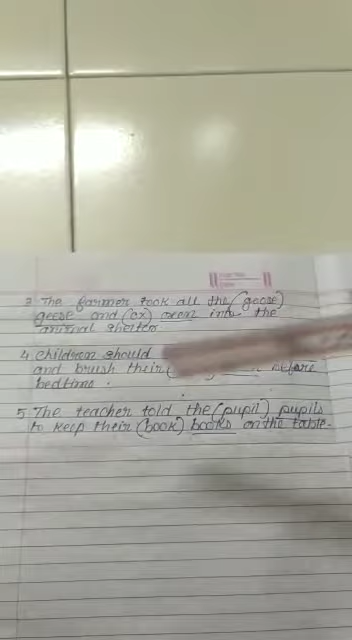 3 The farmer took all the (goose)
geese and (ox) oxen into the
animal shelter.
4 Children should
and brush their ( before
bedtime.
5 The teacher told the (pupil) pupils
to keep their (book) books on the table.